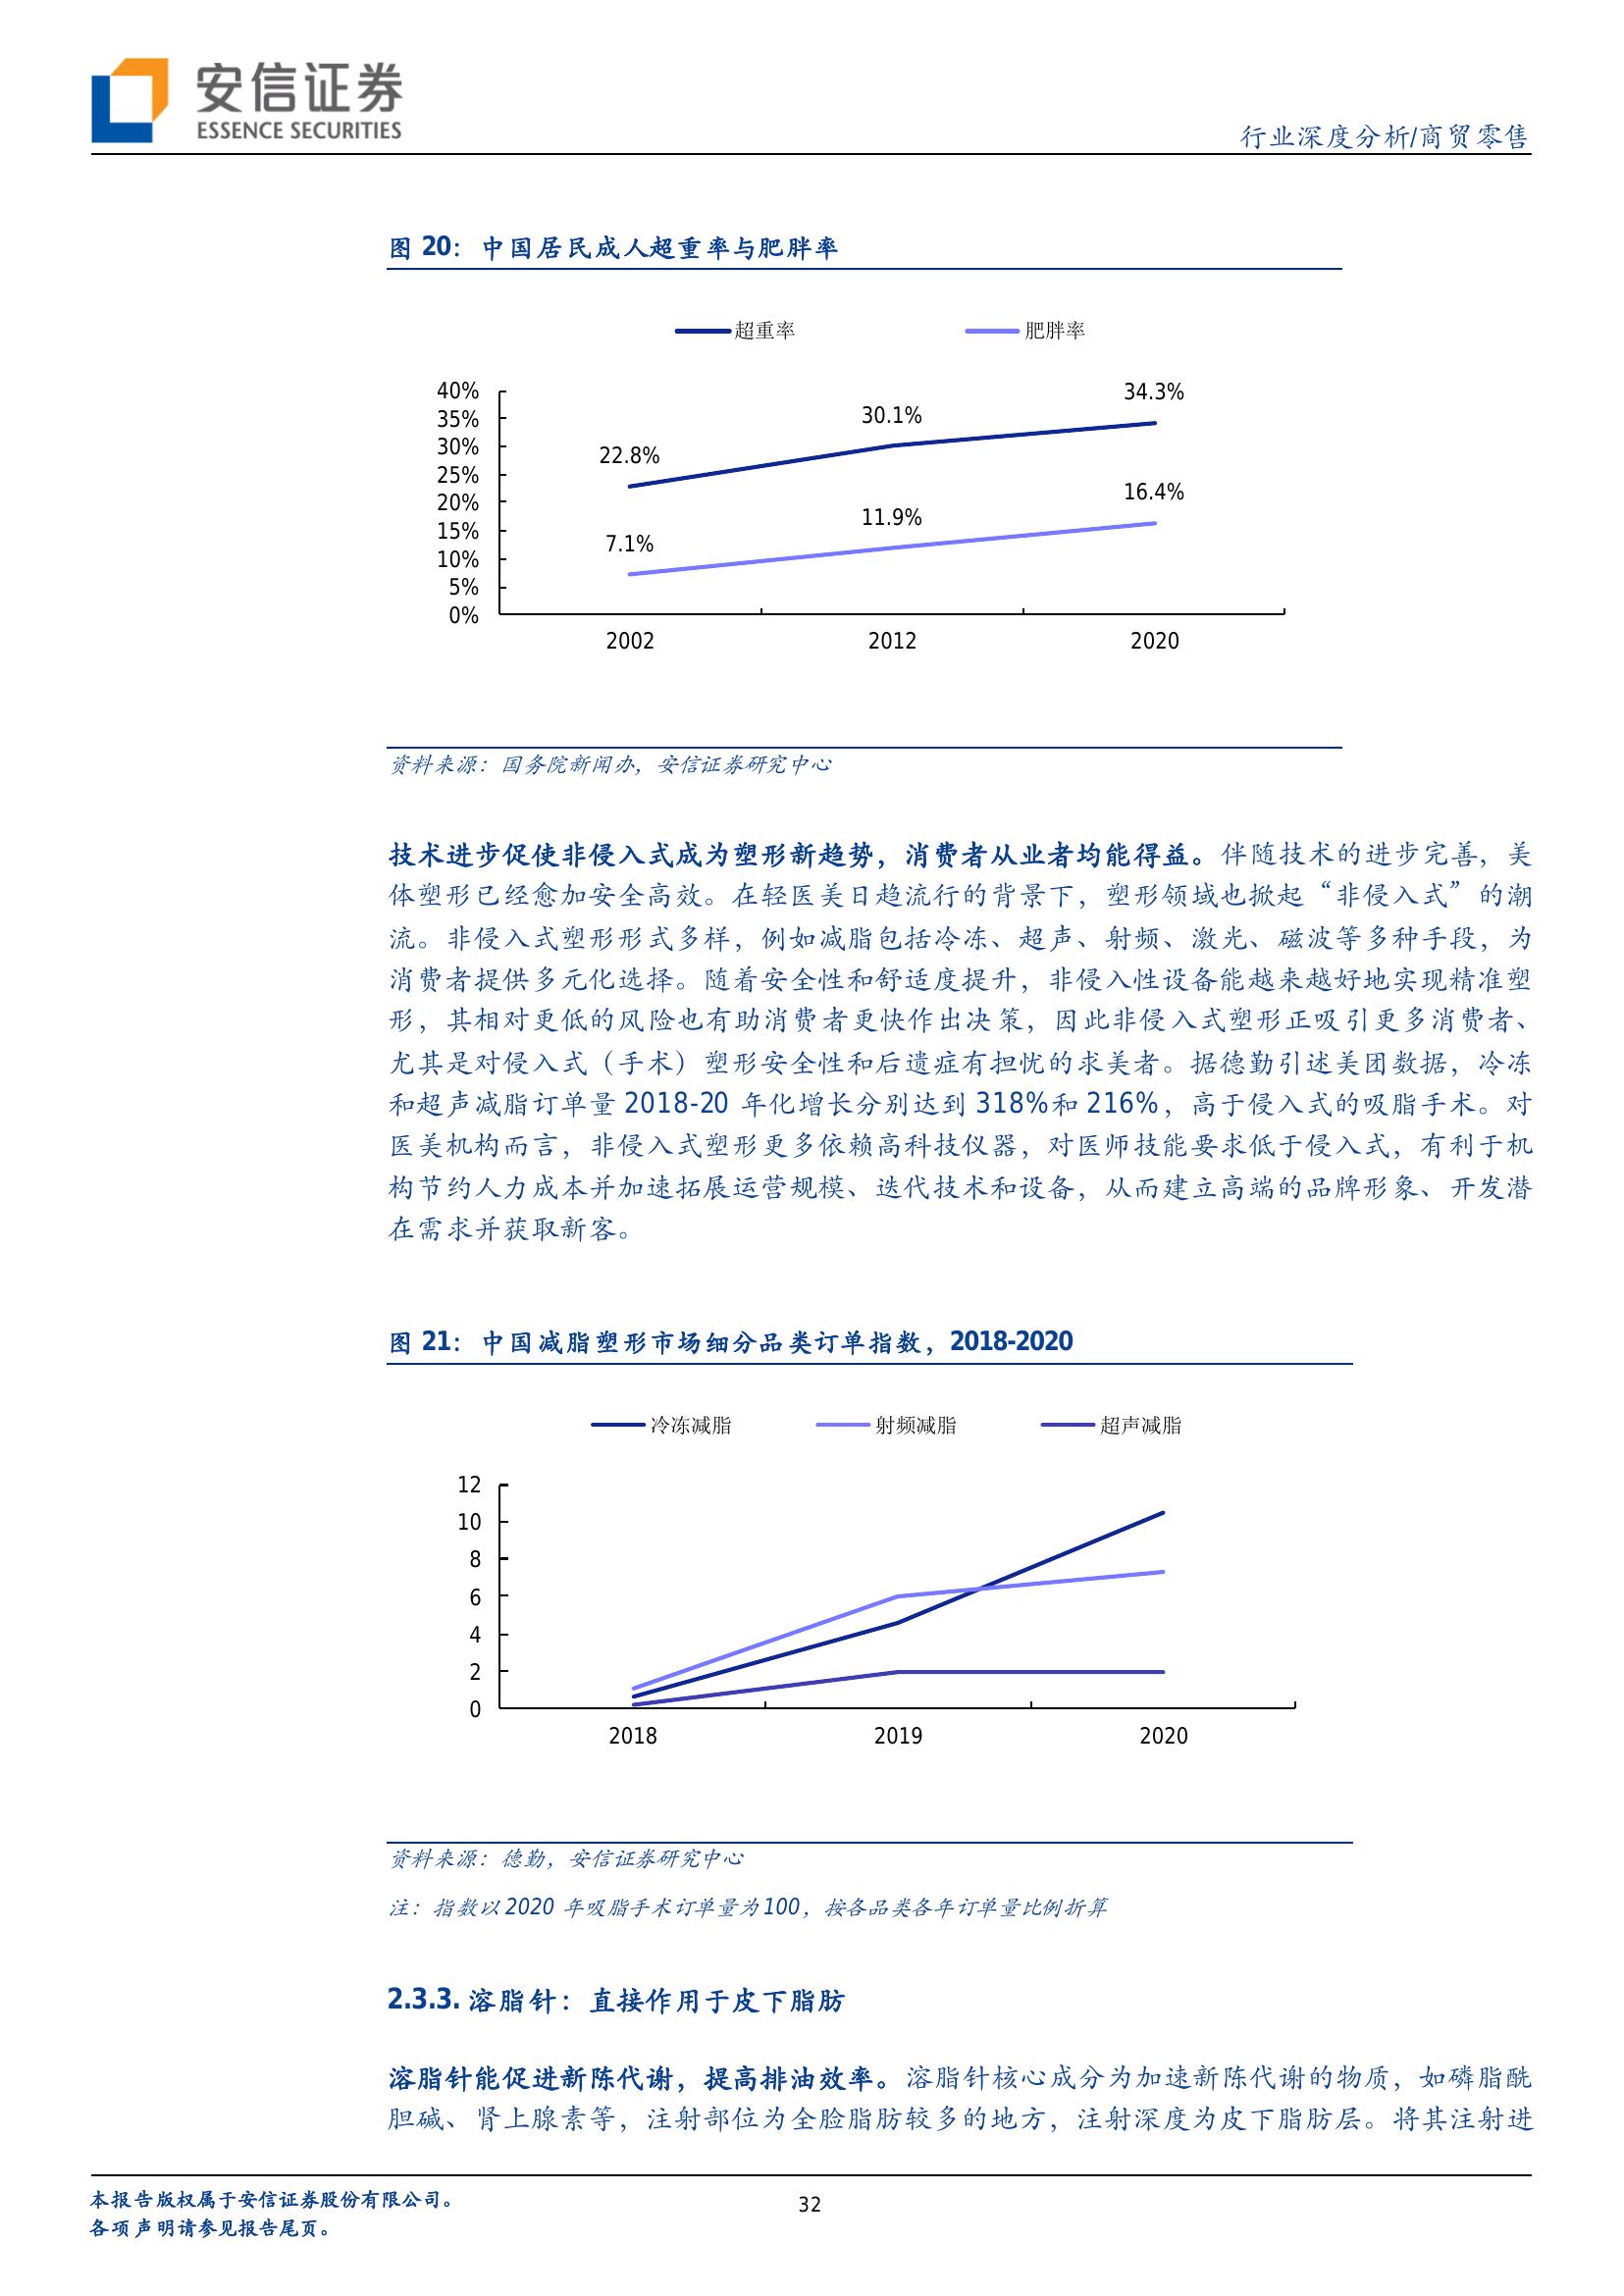 安信证券
ESSENCE SECURITIES
行业深度分析/商贸零售
图 20：中国居民成人超重率与肥胖率
超重率 肥胖率
40%
35%
30%
25%
20%
15%
10%
5%
0%
22.8%
30.1%
34.3%
7.1%
11.9%
16.4%
2002 2012 2020
资料来源：国务院新闻办，安信证券研究中心
技术进步促使非侵入式成为塑形新趋势，消费者从业者均能得益。伴随技术的进步完善，美
体塑形已经愈加安全高效。在轻医美日趋流行的背景下，塑形领域也掀起“非侵入式”的潮
流。非侵入式塑形形式多样，例如减脂包括冷冻、超声、射频、激光、磁波等多种手段，为
消费者提供多元化选择。随着安全性和舒适度提升，非侵入性设备能越来越好地实现精准塑
形，其相对更低的风险也有助消费者更快作出决策，因此非侵入式塑形正吸引更多消费者、
尤其是对侵入式（手术）塑形安全性和后遗症有担忧的求美者。据德勤引述美团数据，冷冻
和超声减脂订单量 2018-20 年化增长分别达到 318%和 216%，高于侵入式的吸脂手术。对
医美机构而言，非侵入式塑形更多依赖高科技仪器，对医师技能要求低于侵入式，有利于机
构节约人力成本并加速拓展运营规模、迭代技术和设备，从而建立高端的品牌形象、开发潜
在需求并获取新客。
图 21：中国减脂塑形市场细分品类订单指数，2018-2020
冷冻减脂 射频减脂 超声减脂
12
10
8
6
4
2
0
2018 2019 2020
资料来源：德勤，安信证券研究中心
注：指数以 2020 年吸脂手术订单量为 100，按各品类各年订单量比例折算
2.3.3. 溶脂针：直接作用于皮下脂肪
溶脂针能促进新陈代谢，提高排油效率。溶脂针核心成分为加速新陈代谢的物质，如磷脂酰
胆碱、肾上腺素等，注射部位为全脸脂肪较多的地方，注射深度为皮下脂肪层。将其注射进
本报告版权属于安信证券股份有限公司。
各项声明请参见报告尾页。
32